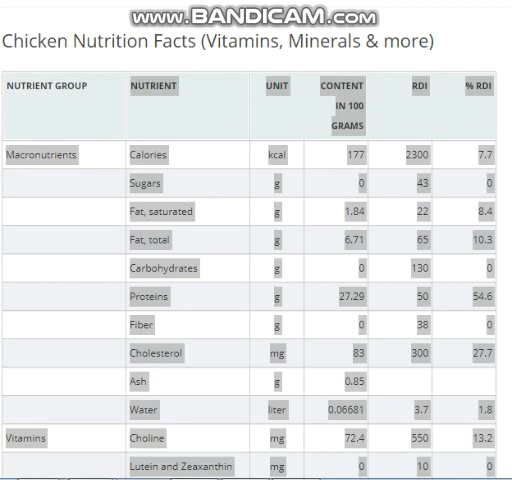 WWW.BANDICAM.COM
Chicken Nutrition Facts (Vitamins, Minerals & more)
NUTRIENT GROUP NUTRIENT UNIT CONTENT IN 100 GRAMS RDI % RDI
Macronutrients Calories kcal 177 2300 7.7
Sugars g 0 43 0
Fat, saturated g 1.84 22 8.4
Fat, total g 6.71 65 10.3
Carbohydrates g 0 130 0
Proteins g 27.29 50 54.6
Fiber g 0 38 0
Cholesterol mg 83 300 27.7
Ash g 0.85
Water liter 0.06681 3.7 1.8
Vitamins Choline mg 72.4 550 13.2
Lutein and Zeaxanthin mg 0 10 0